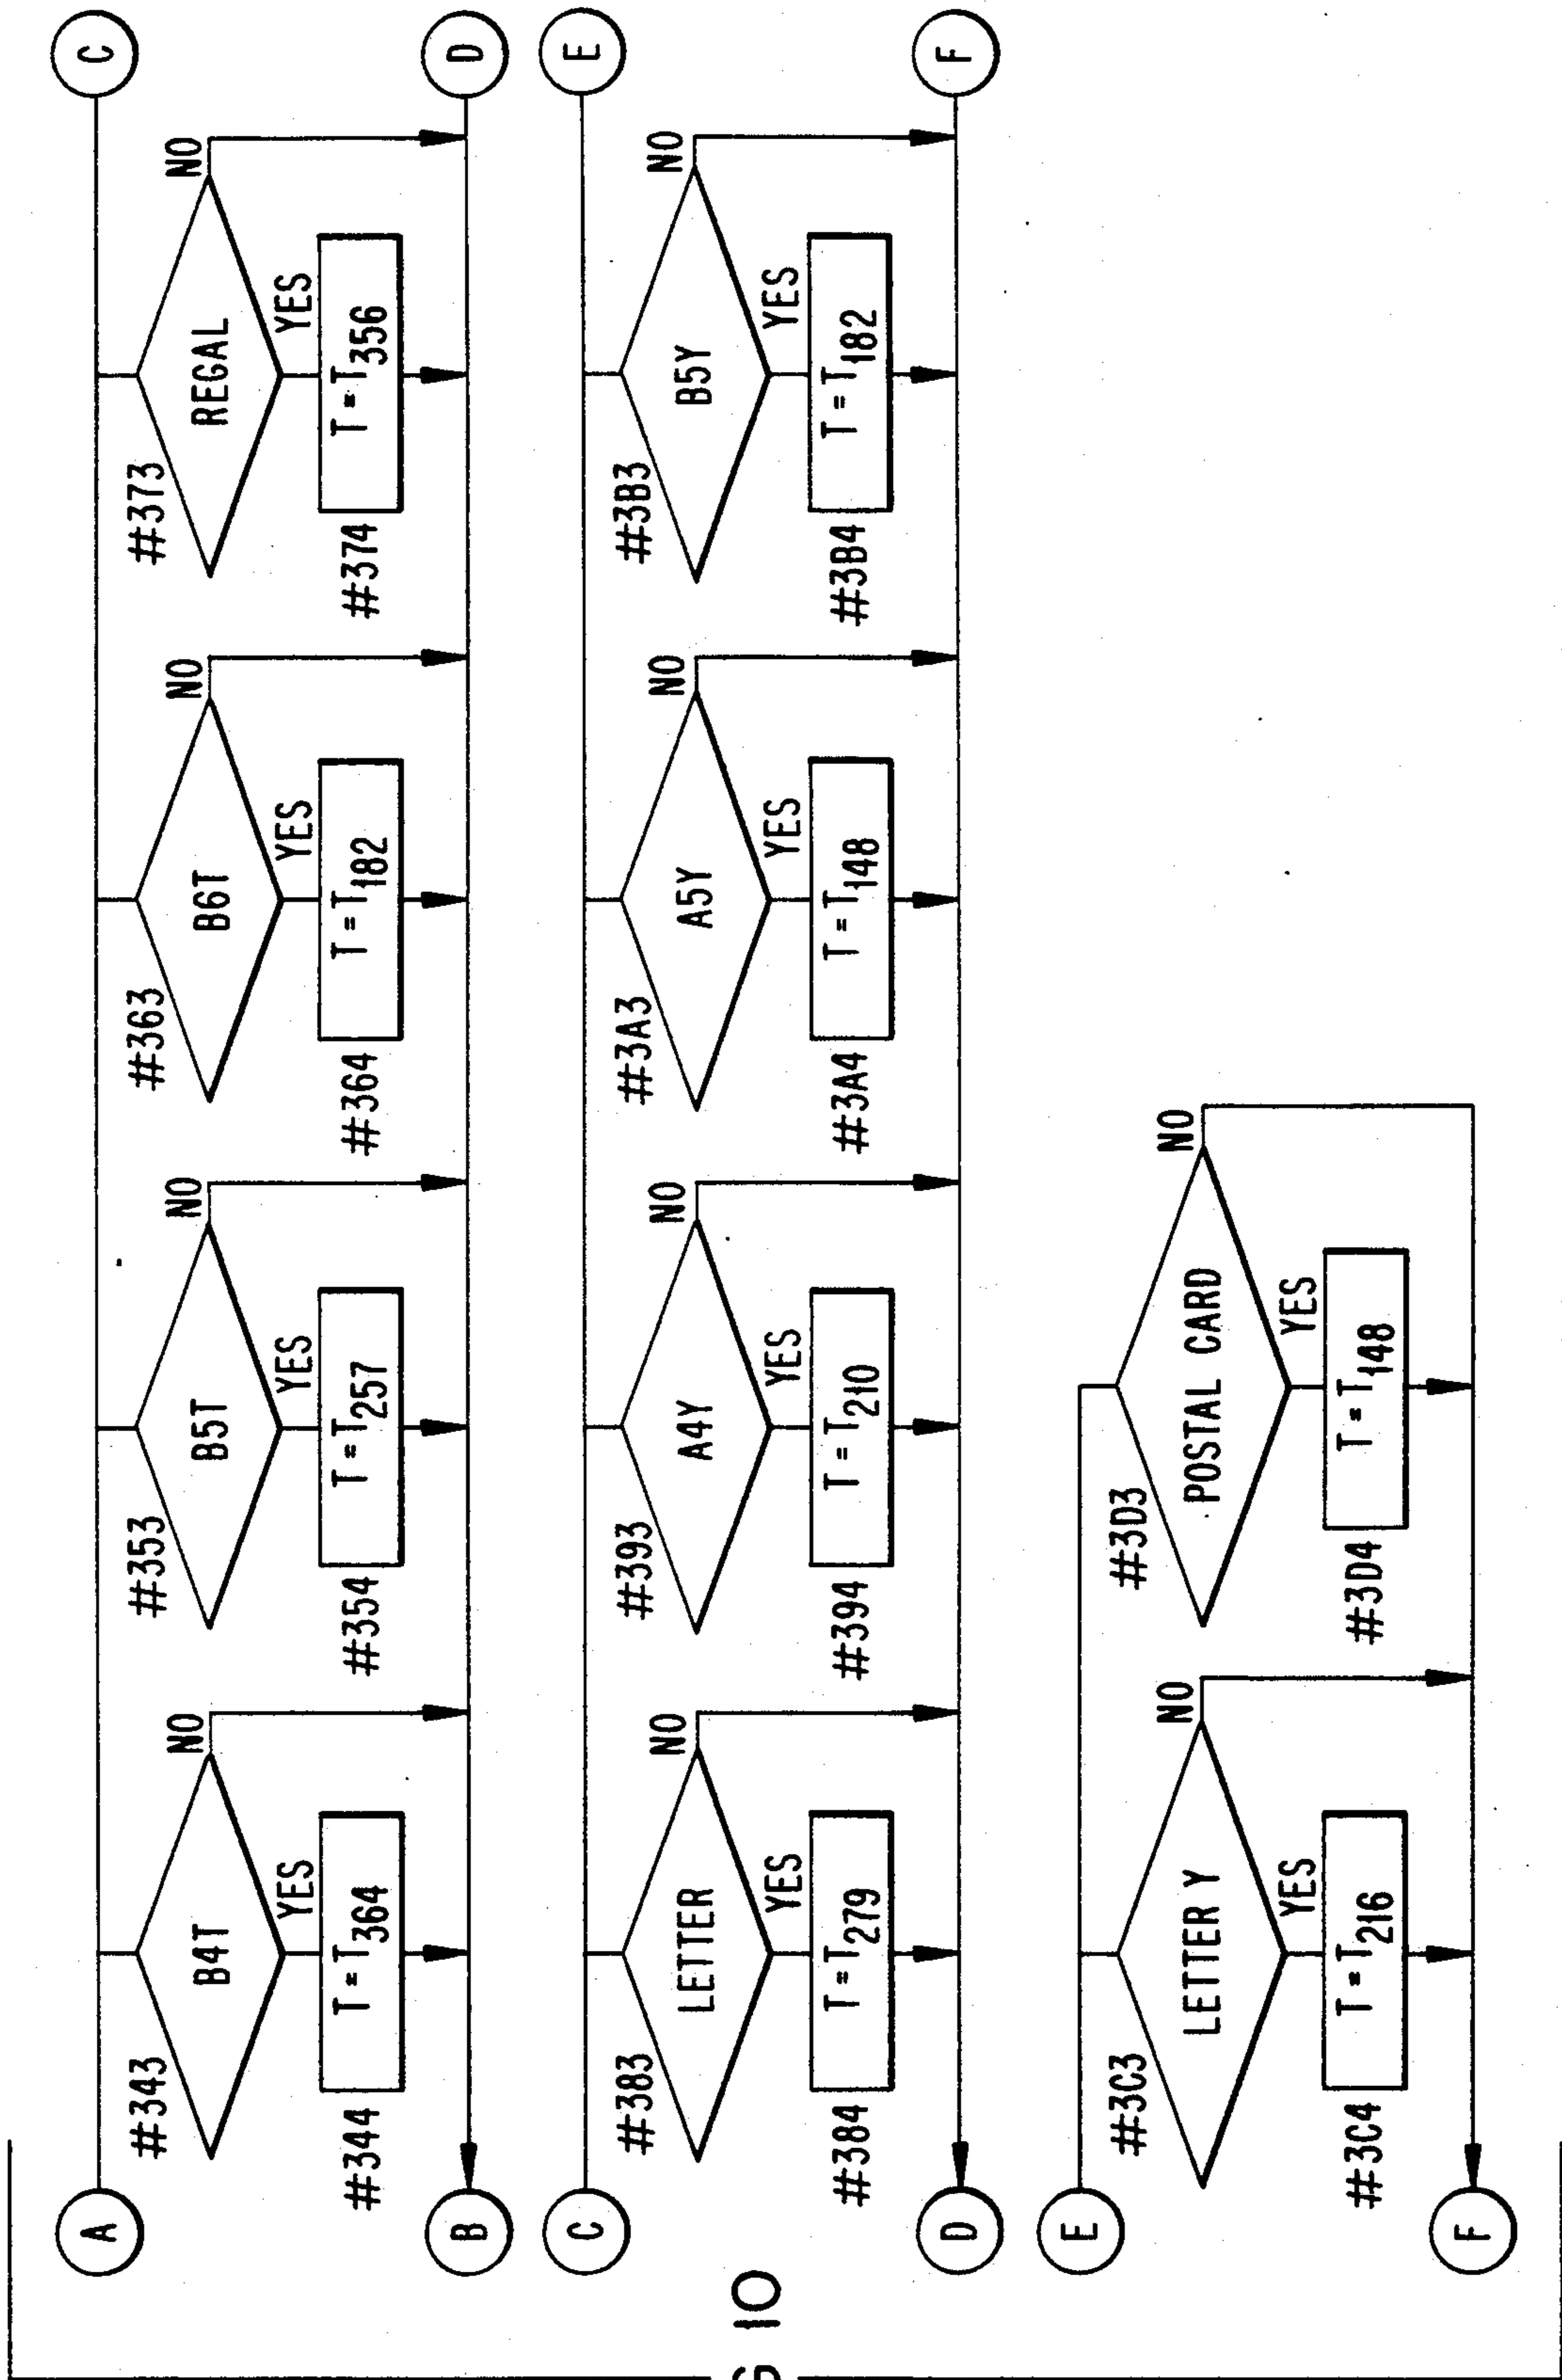 A
C
#343
B4T
NO
YES
#344
T=T364
#353
B5T
NO
YES
#354
T=T257
#363
B6T
NO
YES
#364
T=T182
#373
REGAL
NO
YES
#374
T=T356
B
D
C
E
#383
LETTER
NO
YES
#384
T=T279
#393
A4Y
NO
YES
#394
T=T210
#3A3
A5Y
NO
YES
#3A4
T=T148
#3B3
B5Y
NO
YES
#3B4
T=T182
D
F
E
#3C3
LETTER Y
NO
YES
#3C4
T=T216
#3D3
POSTAL CARD
NO
YES
#3D4
T=T148
F
G 10